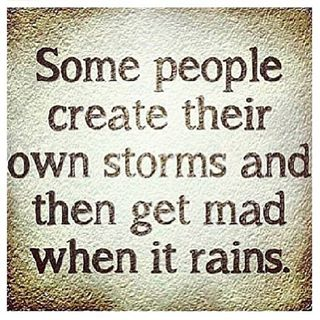 Some people
create their
own storms and
then get mad
when it rains.